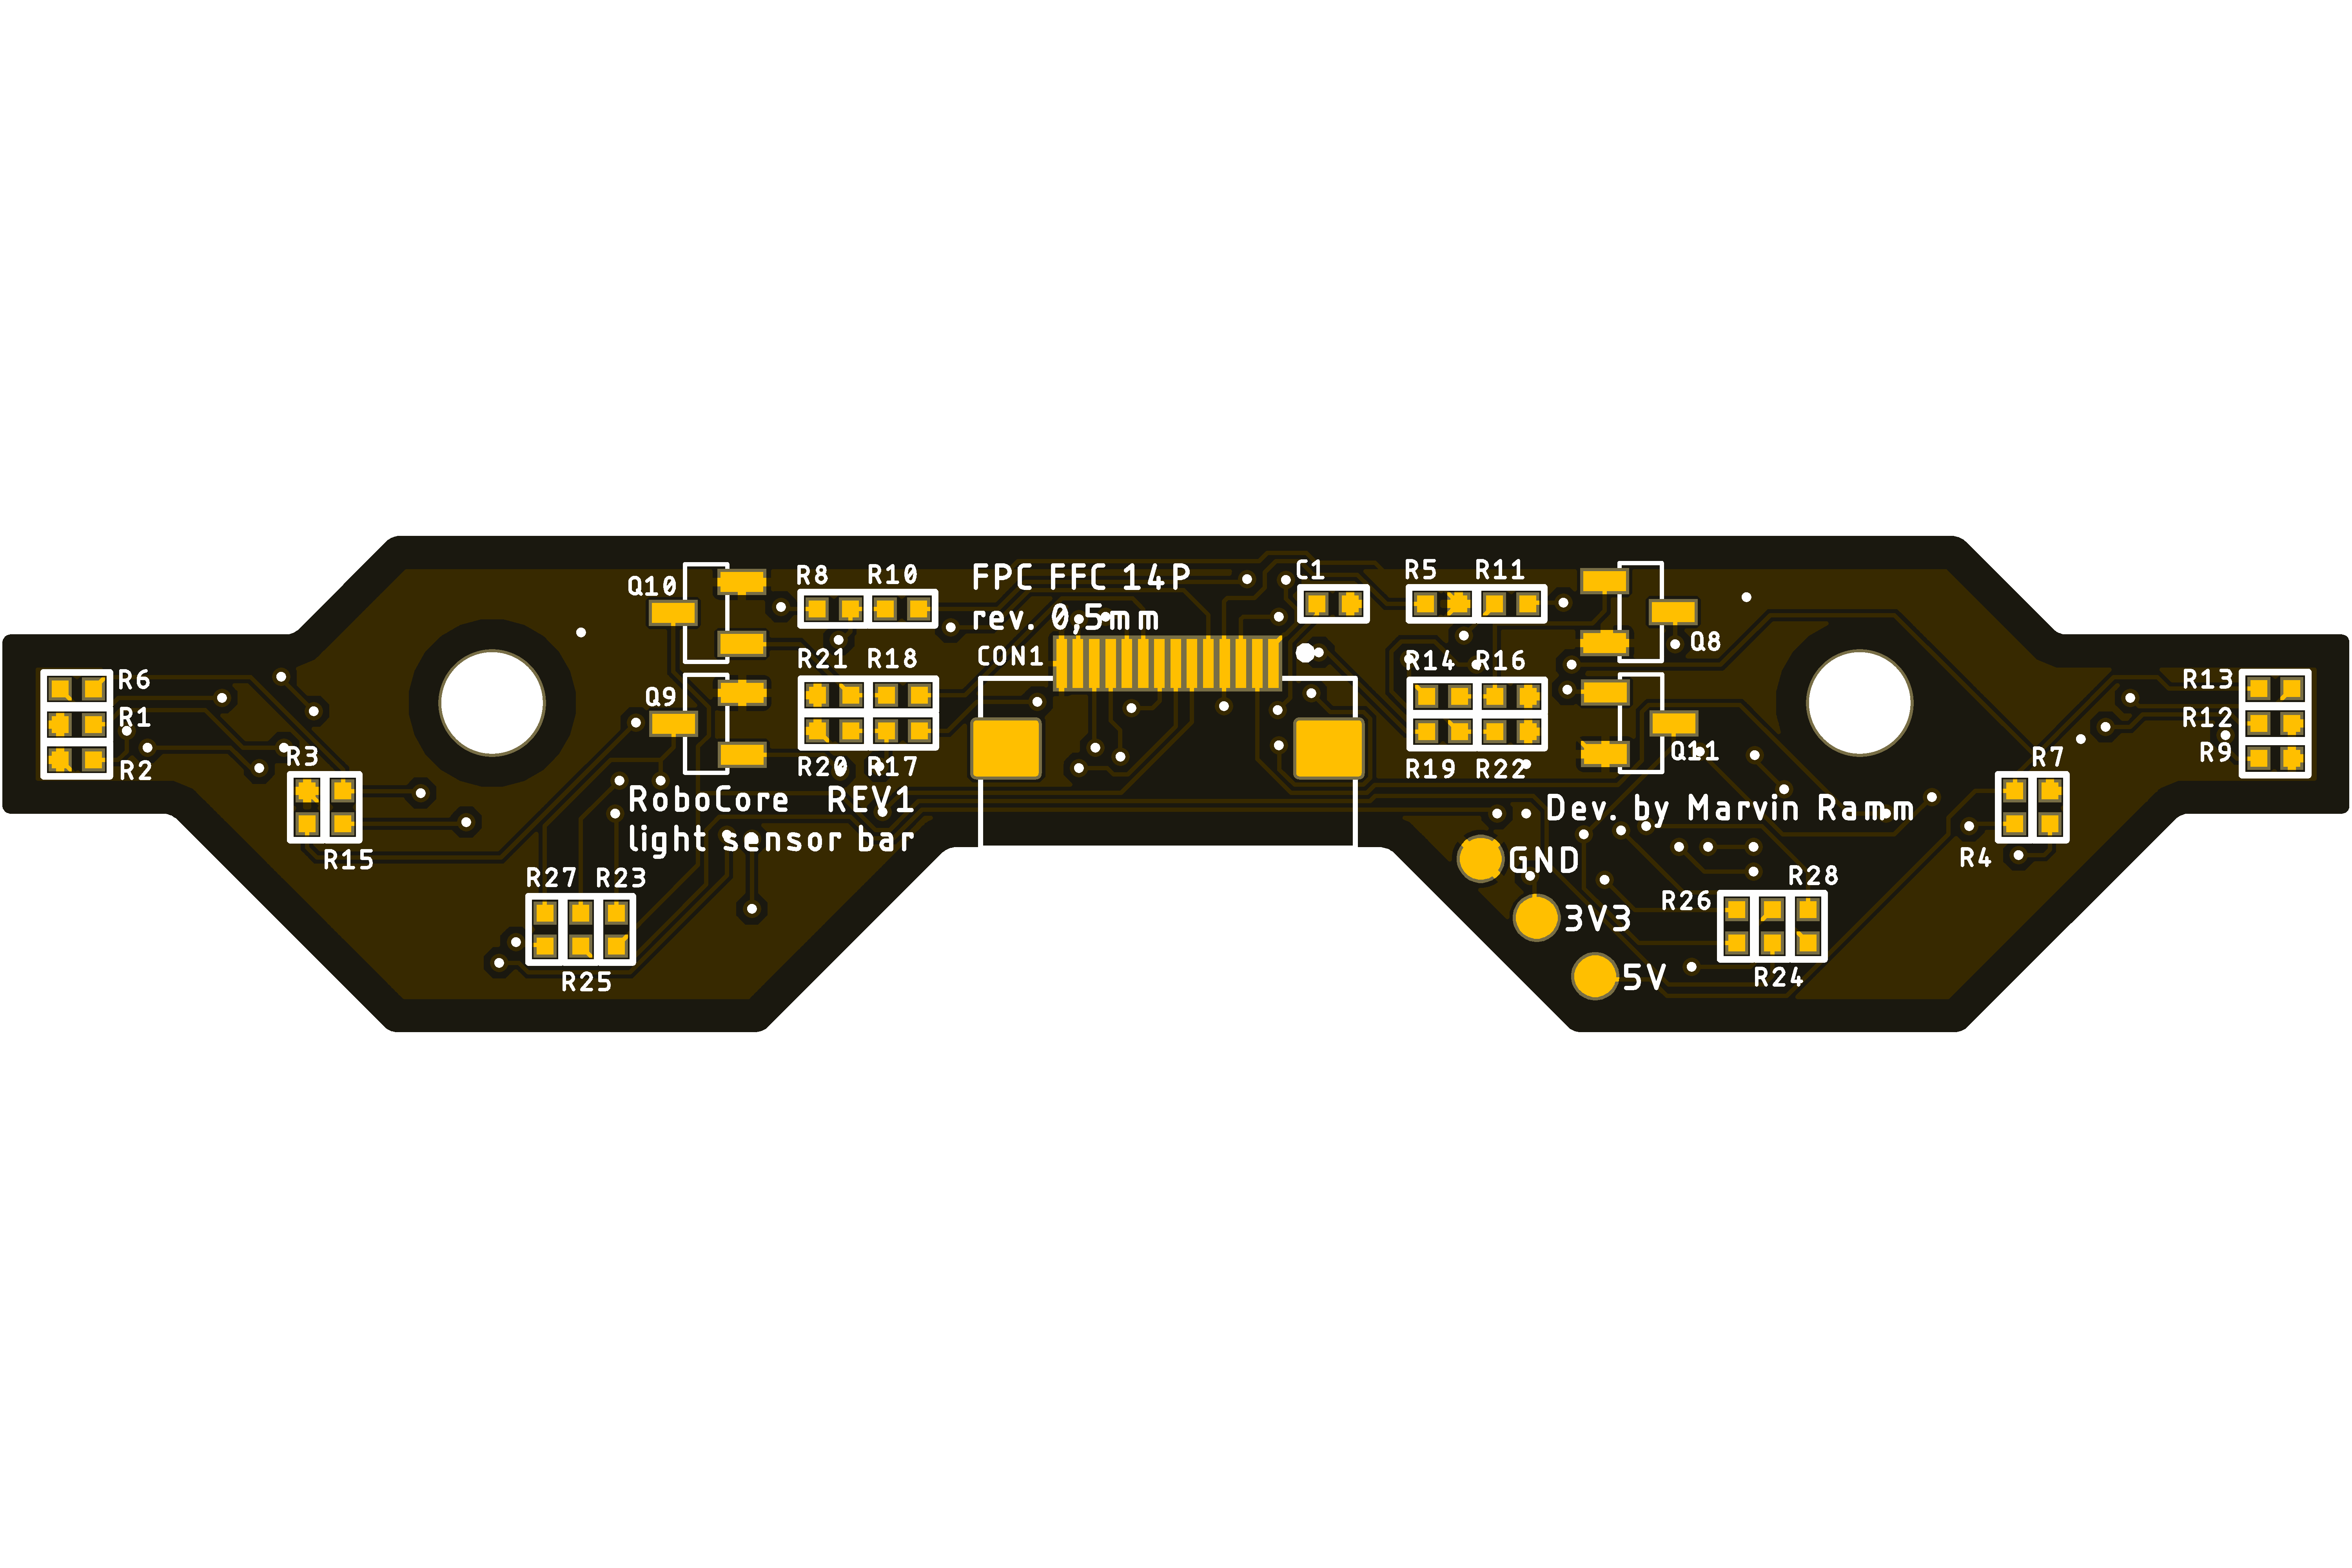 Q10
R8
R10
FPC FFC 14P
rev. 0,5mm
C1
R5
R11
Q8
R21
R18
CON1
R14
R16
R6
R1
R2
Q9
R13
R12
R9
R3
R20
R17
R19
R22
Q11
R7
RoboCore REV1
light sensor bar
Dev. by Marvin Ramm
R15
GND
R4
R27
R23
R28
R26
3V3
R25
5V
R24